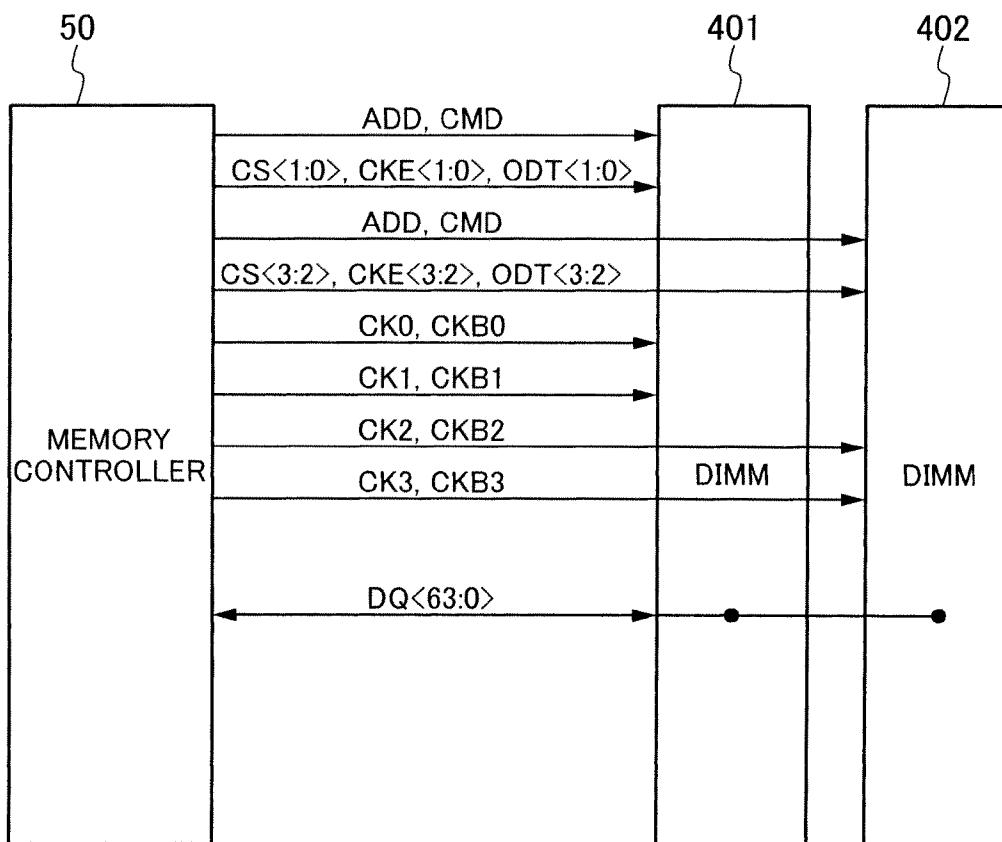 50
401
402
ADD, CMD
CS<1:0>, CKE<1:0>, ODT<1:0>
ADD, CMD
CS<3:2>, CKE<3:2>, ODT<3:2>
CK0, CKB0
CK1, CKB1
CK2, CKB2
CK3, CKB3
MEMORY
CONTROLLER
DIMM
DIMM
DQ<63:0>